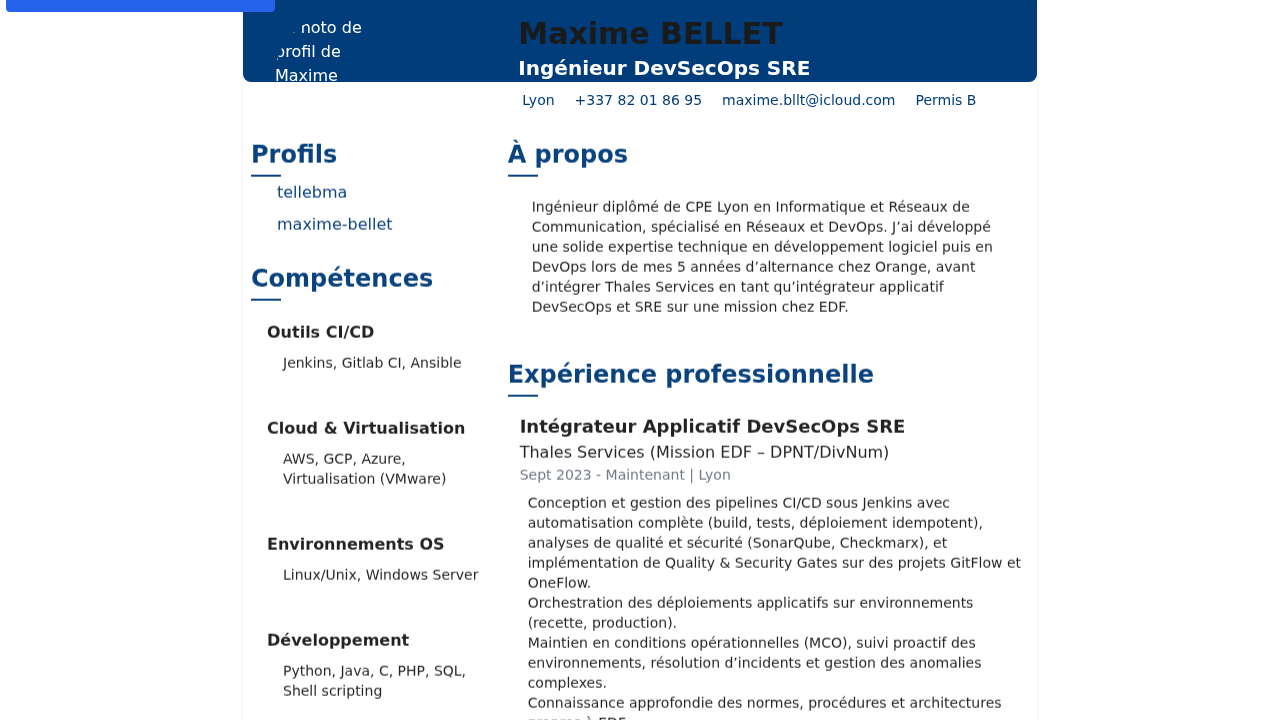 photo de
profil de
Maxime
Maxime BELLET
Ingénieur DevSecOps SRE
Lyon +337 82 01 86 95 maxime.bllt@icloud.com Permis B
Profils
tellebma
maxime-bellet
Compétences
Outils CI/CD
Jenkins, Gitlab CI, Ansible
Cloud & Virtualisation
AWS, GCP, Azure,
Virtualisation (VMware)
Environnements OS
Linux/Unix, Windows Server
Développement
Python, Java, C, PHP, SQL,
Shell scripting
À propos
Ingénieur diplômé de CPE Lyon en Informatique et Réseaux de
Communication, spécialisé en Réseaux et DevOps. J’ai développé
une solide expertise technique en développement logiciel puis en
DevOps lors de mes 5 années d’alternance chez Orange, avant
d’intégrer Thales Services en tant qu’intégrateur applicatif
DevSecOps et SRE sur une mission chez EDF.
Expérience professionnelle
Intégrateur Applicatif DevSecOps SRE
Thales Services (Mission EDF – DPNT/DivNum)
Sept 2023 - Maintenant | Lyon
Conception et gestion des pipelines CI/CD sous Jenkins avec
automatisation complète (build, tests, déploiement idempotent),
analyses de qualité et sécurité (SonarQube, Checkmarx), et
implémentation de Quality & Security Gates sur des projets GitFlow et
OneFlow.
Orchestration des déploiements applicatifs sur environnements
(recette, production).
Maintien en conditions opérationnelles (MCO), suivi proactif des
environnements, résolution d’incidents et gestion des anomalies
complexes.
Connaissance approfondie des normes, procédures et architectures